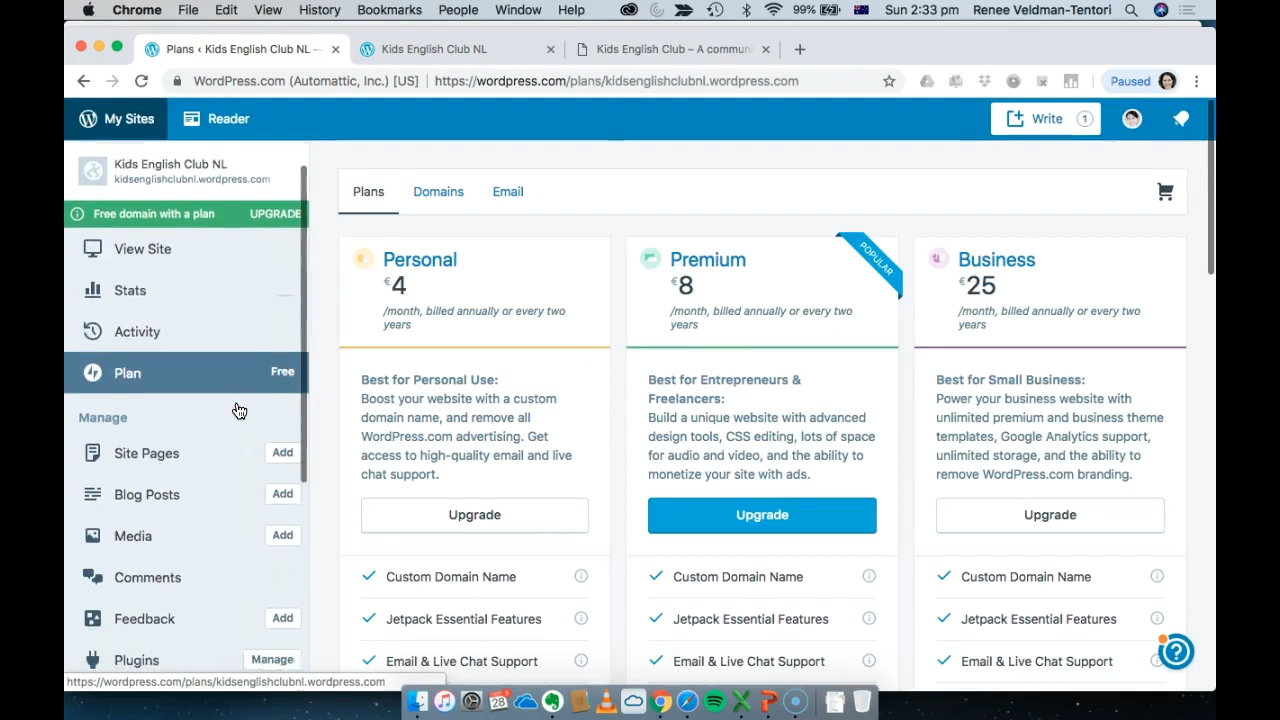 Chrome File Edit View History Bookmarks People Window Help 99% Sun 2:33 pm Renee Veldman-Tentori
Plans ‹ Kids English Club NL —
Kids English Club NL
Kids English Club – A commun
WordPress.com (Automattic, Inc.) [US] | https://wordpress.com/plans/kidsenglishclubnl.wordpress.com
Paused
My Sites
Reader
Write 1
Kids English Club NL
kidsenglishclubnl.wordpress.com
Free domain with a plan UPGRADE
View Site
Stats
Activity
Plan Free
Manage
Site Pages Add
Blog Posts Add
Media Add
Comments
Feedback Add
Plugins Manage
https://wordpress.com/plans/kidsenglishclubnl.wordpress.com
Plans Domains Email
Personal
€4
/month, billed annually or every two
years
Best for Personal Use:
Boost your website with a custom
domain name, and remove all
WordPress.com advertising. Get
access to high-quality email and live
chat support.
Upgrade
Custom Domain Name
Jetpack Essential Features
Email & Live Chat Support
POPULAR
Premium
€8
/month, billed annually or every two
years
Best for Entrepreneurs &
Freelancers:
Build a unique website with advanced
design tools, CSS editing, lots of space
for audio and video, and the ability to
monetize your site with ads.
Upgrade
Custom Domain Name
Jetpack Essential Features
Email & Live Chat Support
Business
€25
/month, billed annually or every two
years
Best for Small Business:
Power your business website with
unlimited premium and business theme
templates, Google Analytics support,
unlimited storage, and the ability to
remove WordPress.com branding.
Upgrade
Custom Domain Name
Jetpack Essential Features
Email & Live Chat Support
28